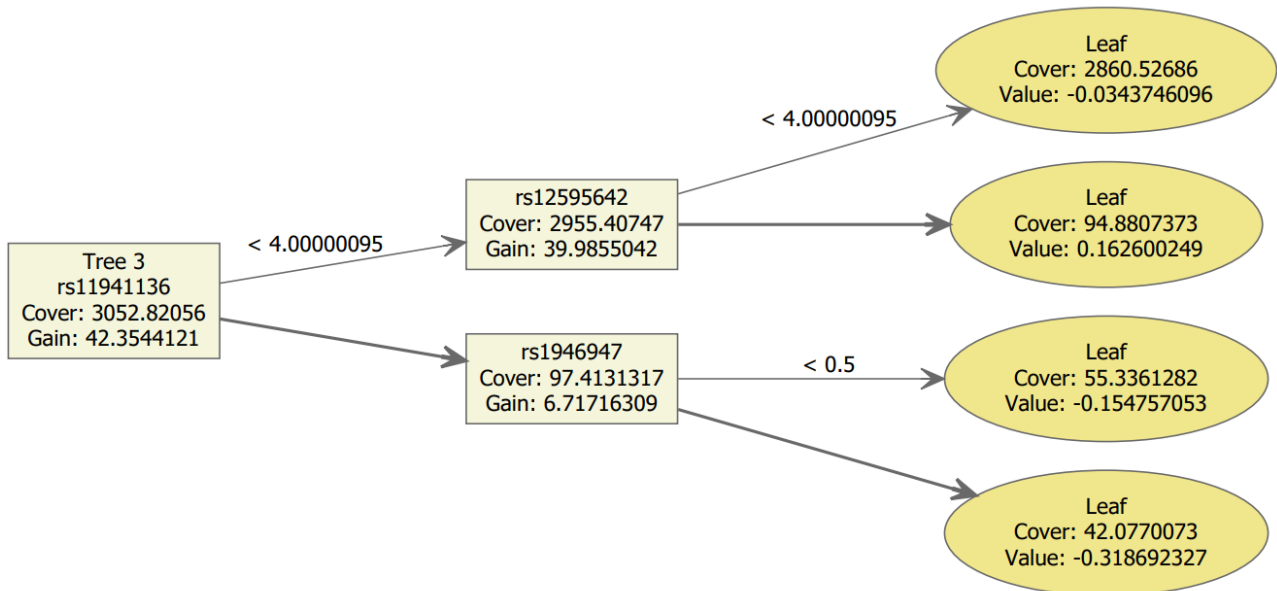 Tree 3
rs11941136
Cover: 3052.82056
Gain: 42.3544121
< 4.00000095
rs12595642
Cover: 2955.40747
Gain: 39.9855042
rs1946947
Cover: 97.4131317
Gain: 6.71716309
< 4.00000095
< 0.5
Leaf
Cover: 2860.52686
Value: -0.0343746096
Leaf
Cover: 94.8807373
Value: 0.162600249
Leaf
Cover: 55.3361282
Value: -0.154757053
Leaf
Cover: 42.0770073
Value: -0.318692327